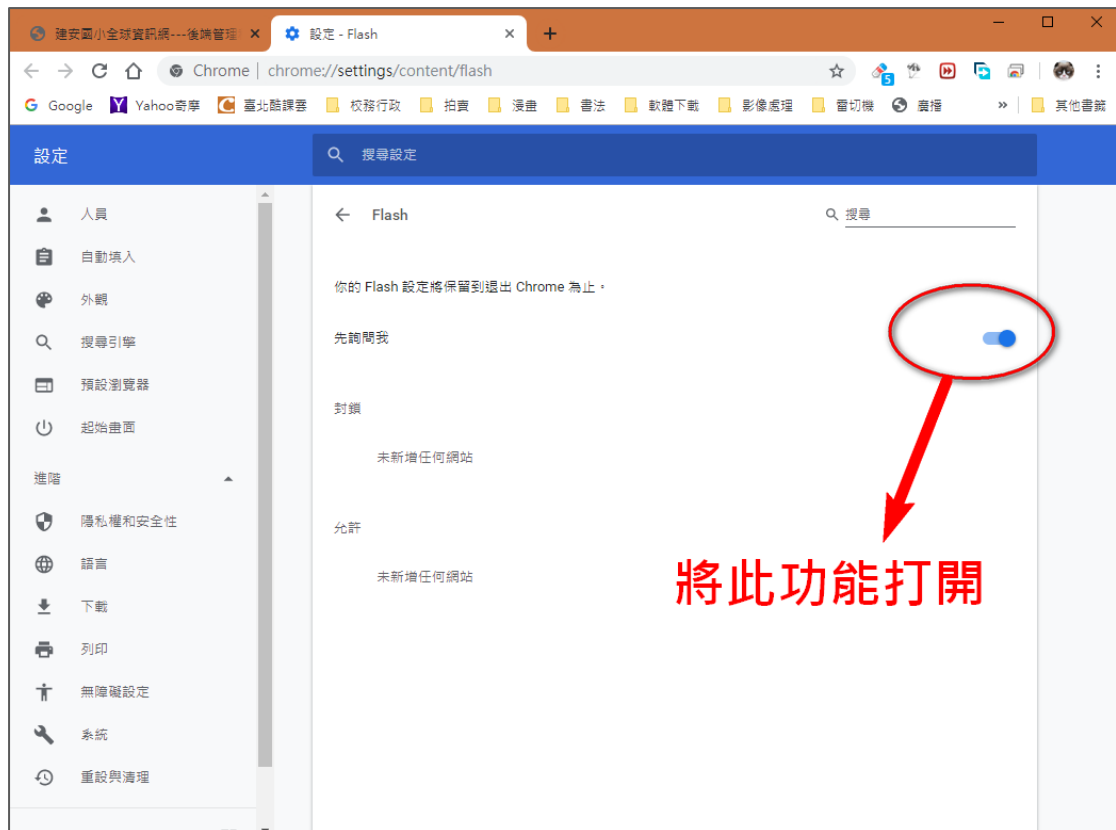 建安國小全球資訊網---後端管理
設定 - Flash
Chrome | chrome://settings/content/flash
5
Google
Yahoo奇摩
臺北酷課雲
校務行政
拍賣
漫畫
書法
軟體下載
影像處理
雷切機
廣播
»
其他書籤
設定
搜尋設定
人員
自動填入
外觀
搜尋引擎
預設瀏覽器
起始畫面
進階
隱私權和安全性
語言
下載
列印
無障礙設定
系統
重設與清理
Flash
搜尋
你的 Flash 設定將保留到退出 Chrome 為止。
先詢問我
封鎖
未新增任何網站
允許
未新增任何網站
將此功能打開